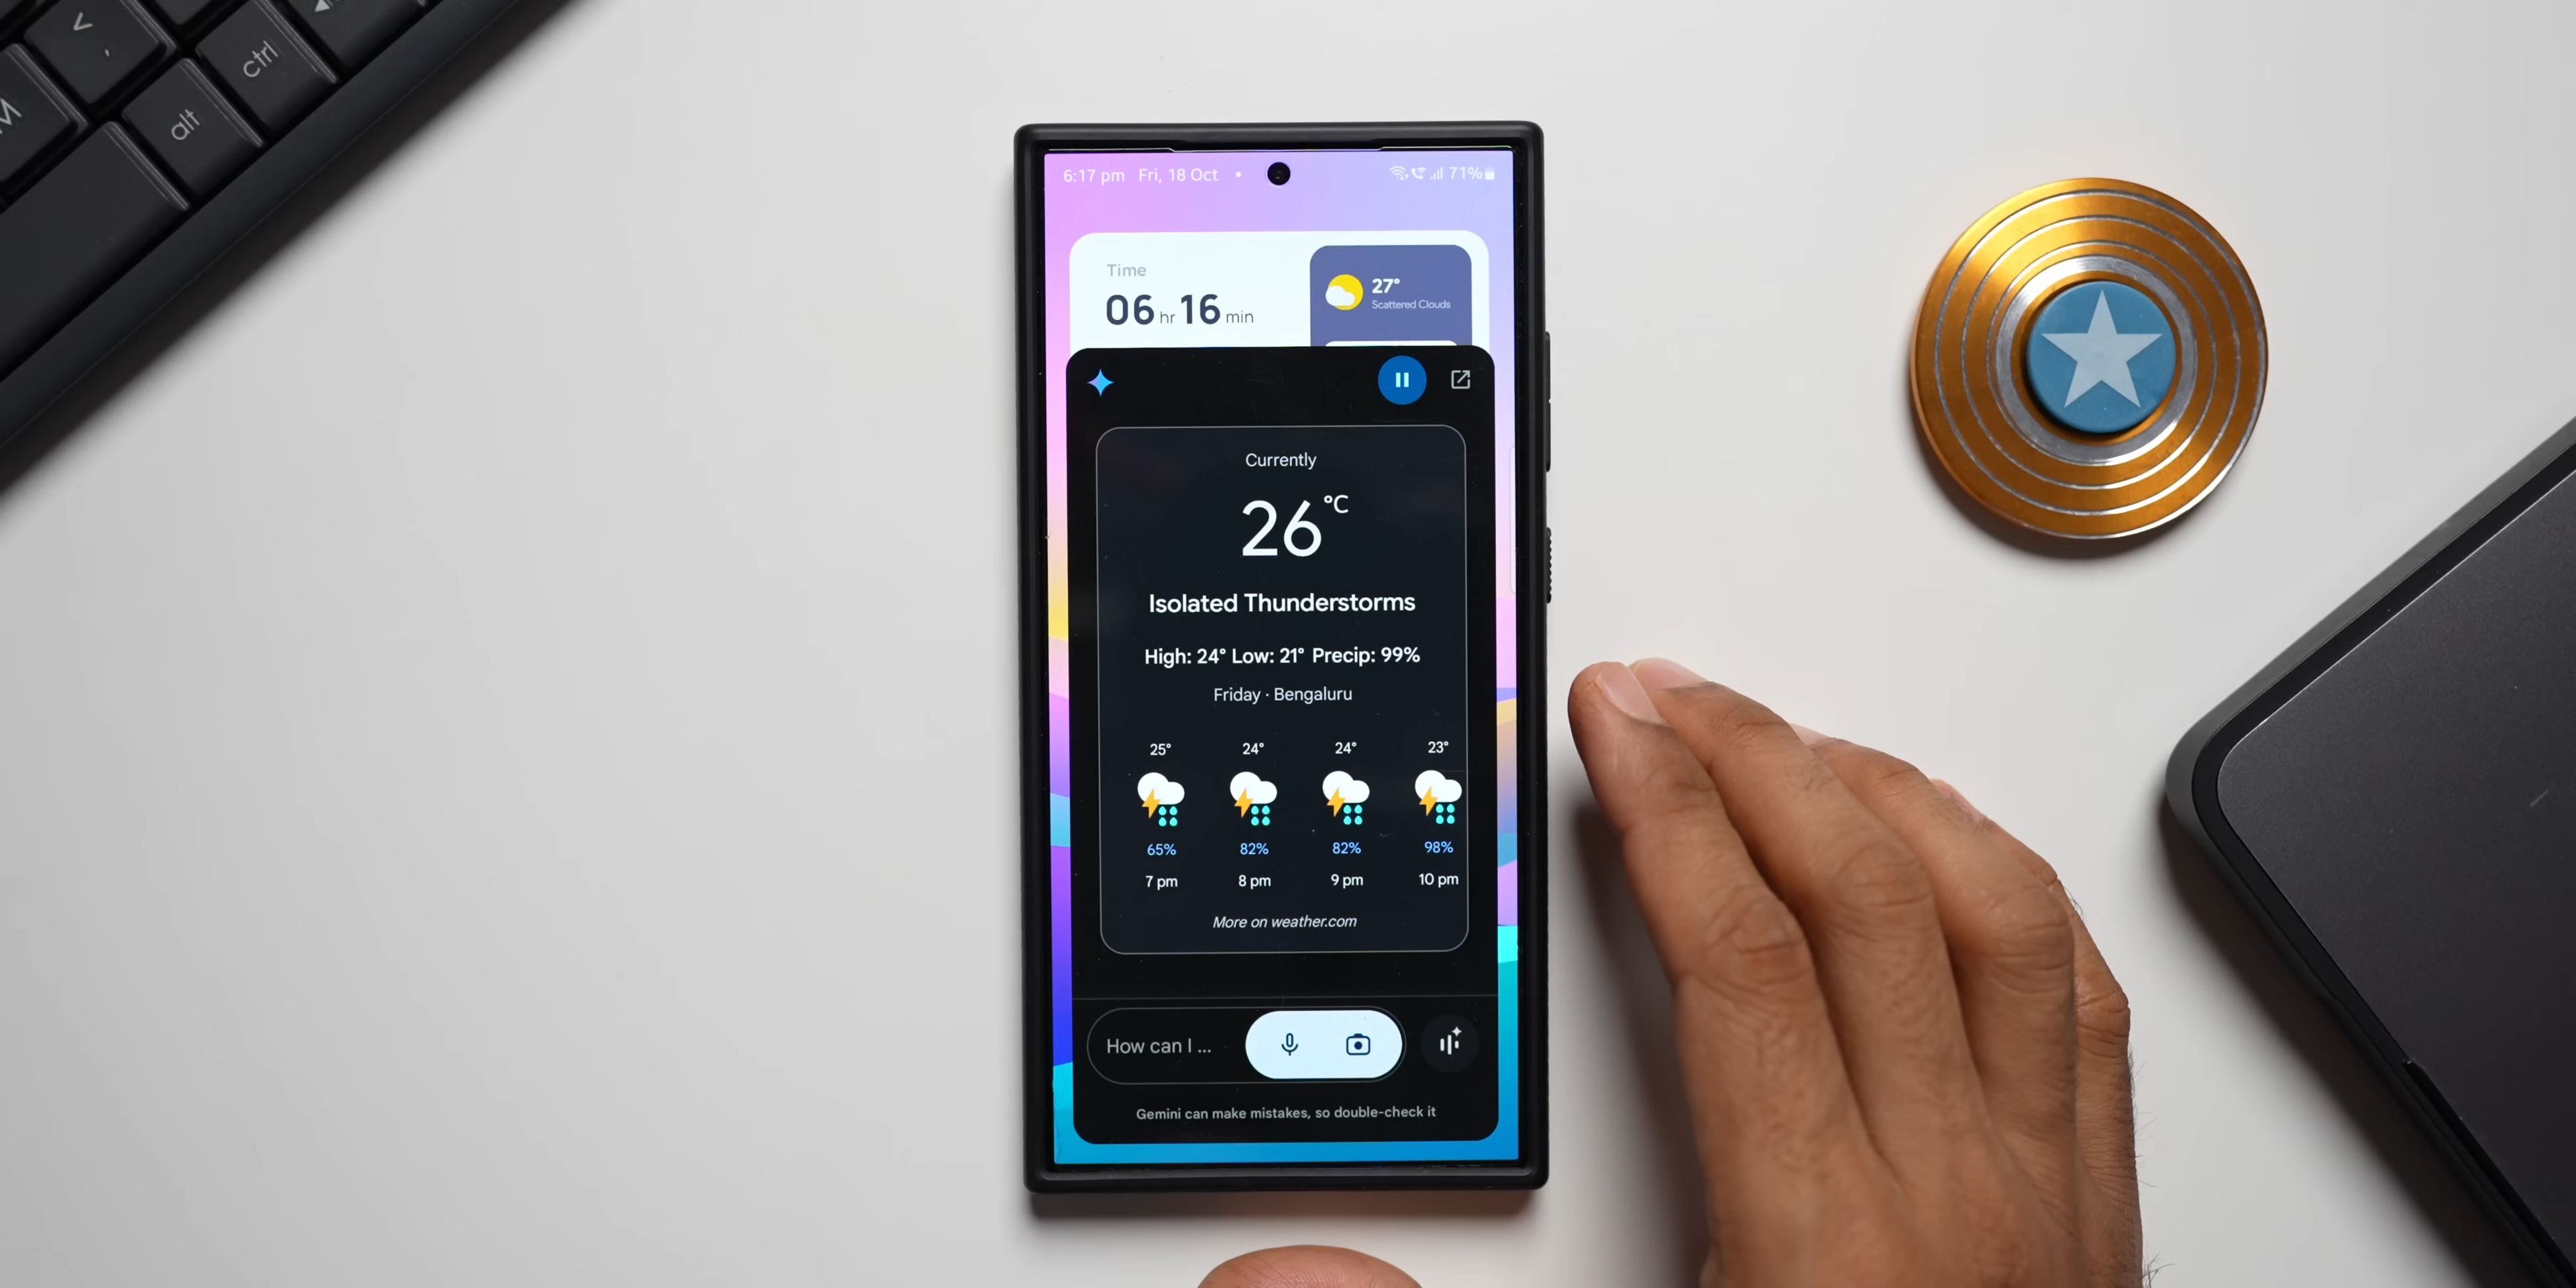 M
<
,
alt
ctrl
6:17 pm Fri, 18 Oct • 71%
Time
06 hr 16 min
27°
Scattered Clouds
Currently
26 °C
Isolated Thunderstorms
High: 24° Low: 21° Precip: 99%
Friday · Bengaluru
25° 24° 24° 23°
65% 82% 82% 98%
7 pm 8 pm 9 pm 10 pm
More on weather.com
How can I ...
Gemini can make mistakes, so double-check it